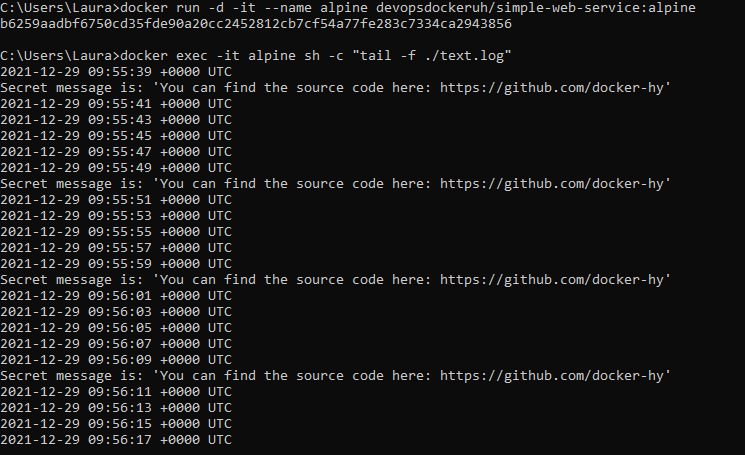 C:\Users\Laura>docker run -d -it --name alpine devopsdockeruh/simple-web-service:alpine
b6259aadbf6750cd35fde90a20cc2452812cb7cf54a77fe283c7334ca2943856
C:\Users\Laura>docker exec -it alpine sh -c "tail -f ./text.log"
2021-12-29 09:55:39 +0000 UTC
Secret message is: 'You can find the source code here: https://github.com/docker-hy'
2021-12-29 09:55:41 +0000 UTC
2021-12-29 09:55:43 +0000 UTC
2021-12-29 09:55:45 +0000 UTC
2021-12-29 09:55:47 +0000 UTC
2021-12-29 09:55:49 +0000 UTC
Secret message is: 'You can find the source code here: https://github.com/docker-hy'
2021-12-29 09:55:51 +0000 UTC
2021-12-29 09:55:53 +0000 UTC
2021-12-29 09:55:55 +0000 UTC
2021-12-29 09:55:57 +0000 UTC
2021-12-29 09:55:59 +0000 UTC
Secret message is: 'You can find the source code here: https://github.com/docker-hy'
2021-12-29 09:56:01 +0000 UTC
2021-12-29 09:56:03 +0000 UTC
2021-12-29 09:56:05 +0000 UTC
2021-12-29 09:56:07 +0000 UTC
2021-12-29 09:56:09 +0000 UTC
Secret message is: 'You can find the source code here: https://github.com/docker-hy'
2021-12-29 09:56:11 +0000 UTC
2021-12-29 09:56:13 +0000 UTC
2021-12-29 09:56:15 +0000 UTC
2021-12-29 09:56:17 +0000 UTC